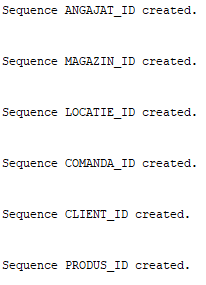 Sequence ANGAJAT_ID created.
Sequence MAGAZIN_ID created.
Sequence LOCATIE_ID created.
Sequence COMANDA_ID created.
Sequence CLIENT_ID created.
Sequence PRODUS_ID created.